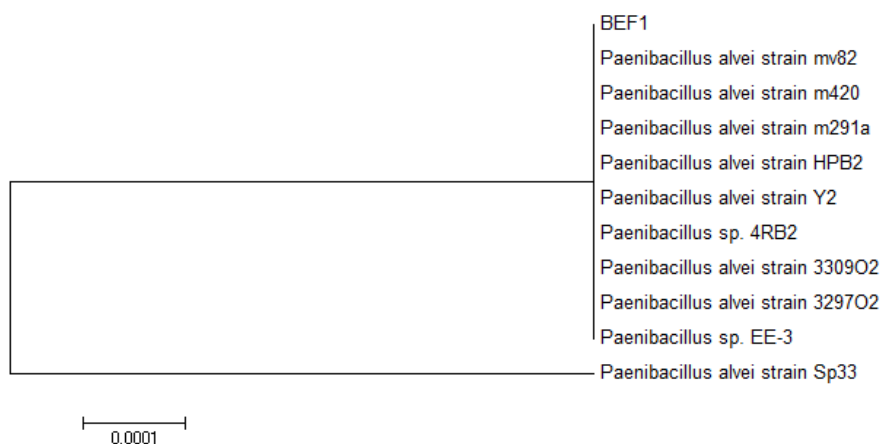 BEF1
Paenibacillus alvei strain mv82
Paenibacillus alvei strain m420
Paenibacillus alvei strain m291a
Paenibacillus alvei strain HPB2
Paenibacillus alvei strain Y2
Paenibacillus sp. 4RB2
Paenibacillus alvei strain 3309O2
Paenibacillus alvei strain 3297O2
Paenibacillus sp. EE-3
Paenibacillus alvei strain Sp33
0.0001